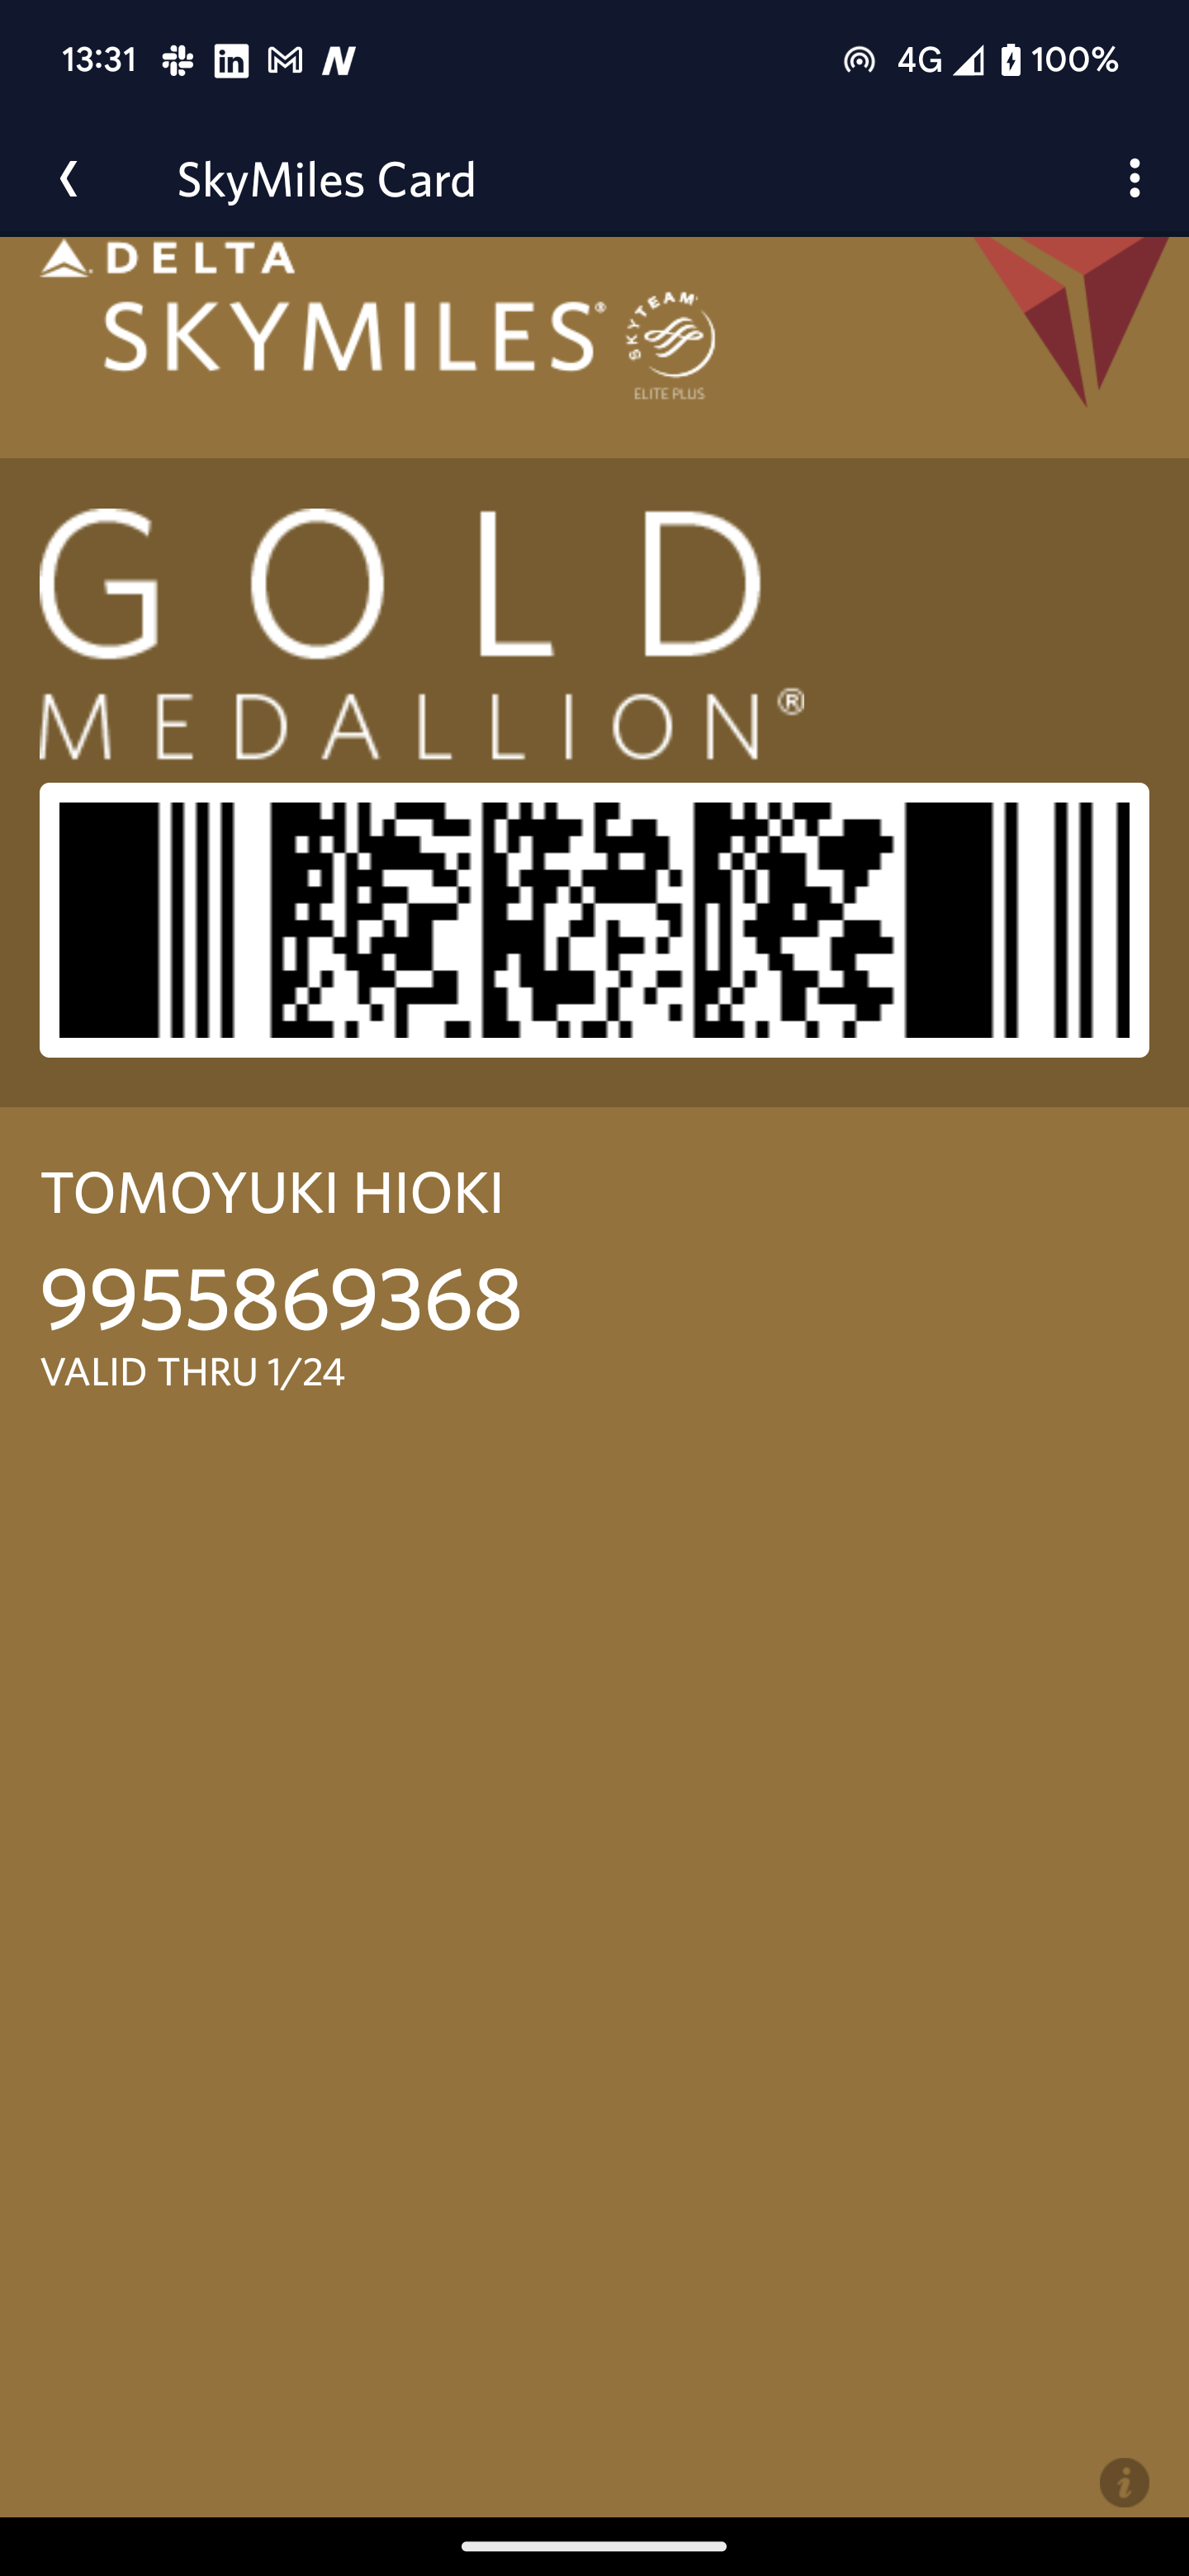 13:31 4G 100%
SkyMiles Card
DELTA
SKYMILES®
SKYTEAM
ELITE PLUS
GOLD
MEDALLION®
TOMOYUKI HIOKI
9955869368
VALID THRU 1/24